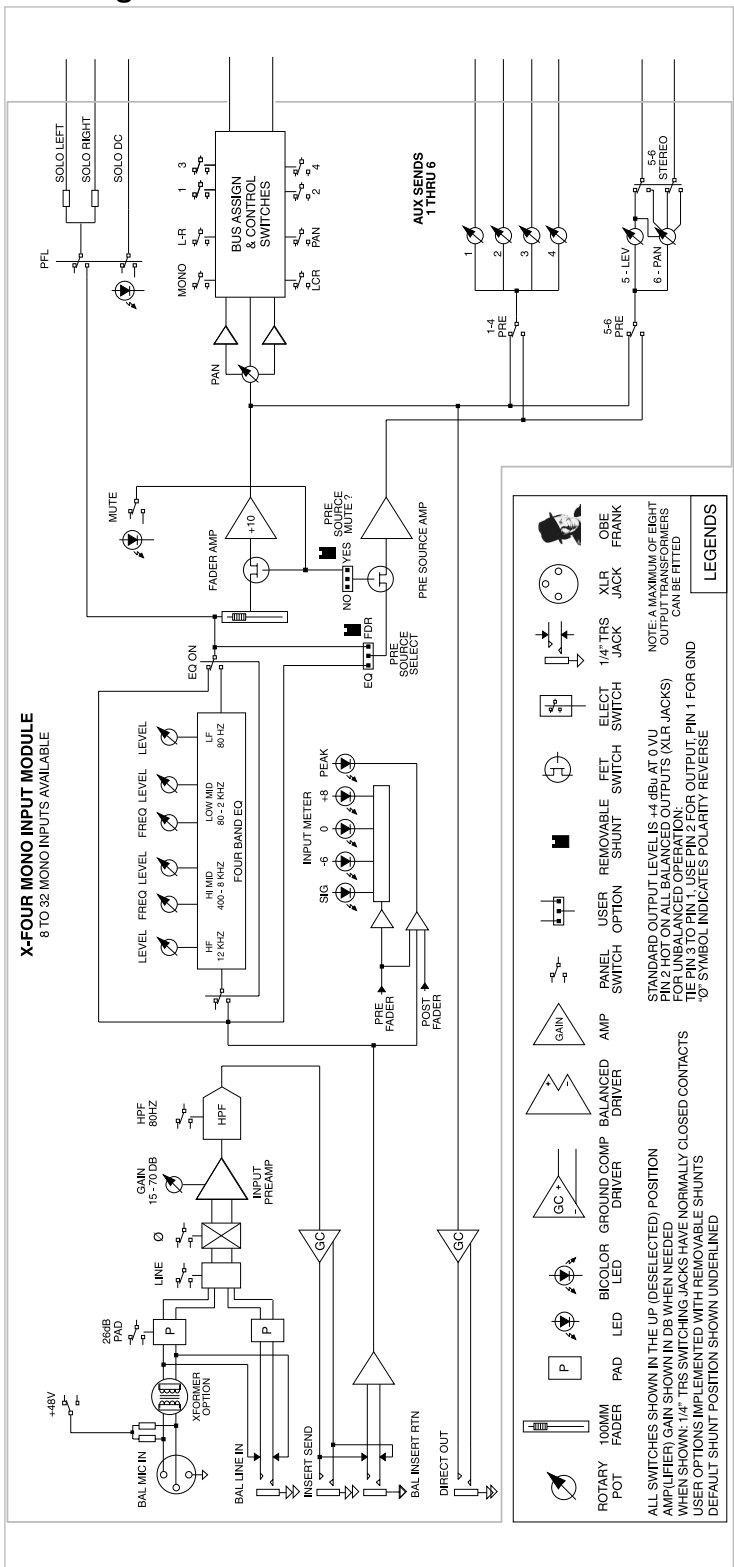 X-FOUR MONO INPUT MODULE
8 TO 32 MONO INPUTS AVAILABLE
+48V
BAL MIC IN
XFORMER
OPTION
26dB
PAD
P
P
LINE
Ø
GAIN
15 - 70 DB
INPUT
PREAMP
HPF
80HZ
HPF
BAL LINE IN
INSERT SEND
GC
BAL INSERT RTN
DIRECT OUT
GC
LEVEL
FREQ LEVEL
FREQ LEVEL
LEVEL
HF
12 KHZ
HI MID
400 - 8 KHZ
LOW MID
80 - 2 KHZ
LF
80 HZ
FOUR BAND EQ
EQ ON
INPUT METER
SIG
-6
0
+8
PEAK
PRE
FADER
POST
FADER
EQ
FDR
PRE
SOURCE
SELECT
FADER AMP
+10
MUTE
PRE
SOURCE
MUTE ?
NO
YES
PRE SOURCE AMP
PFL
SOLO LEFT
SOLO RIGHT
SOLO DC
PAN
MONO
L-R
1
3
BUS ASSIGN
& CONTROL
SWITCHES
LCR
PAN
2
4
AUX SENDS
1 THRU 6
1-4
PRE
1
2
3
4
5-6
PRE
5 - LEV
6 - PAN
5-6
STEREO
ROTARY
POT
100MM
FADER
P
PAD
LED
BICOLOR
LED
GC
+
-
GROUND COMP
DRIVER
+
-
BALANCED
DRIVER
GAIN
AMP
PANEL
SWITCH
USER
OPTION
REMOVABLE
SHUNT
FET
SWITCH
ELECT
SWITCH
1/4" TRS
JACK
XLR
JACK
OBE
FRANK
ALL SWITCHES SHOWN IN THE UP (DESELECTED) POSITION
AMP(LIFIER) GAIN SHOWN IN DB WHEN NEEDED
WHEN SHOWN: 1/4" TRS SWITCHING JACKS HAVE NORMALLY CLOSED CONTACTS
USER OPTIONS IMPLEMENTED WITH REMOVABLE SHUNTS
DEFAULT SHUNT POSITION SHOWN UNDERLINED
STANDARD OUTPUT LEVEL IS +4 dBu AT 0 VU
PIN 2 HOT ON ALL BALANCED OUTPUTS (XLR JACKS)
FOR UNBALANCED OPERATION:
TIE PIN 3 TO PIN 1, USE PIN 2 FOR OUTPUT, PIN 1 FOR GND
"Ø" SYMBOL INDICATES POLARITY REVERSE
NOTE: A MAXIMUM OF EIGHT
OUTPUT TRANSFORMERS
CAN BE FITTED
LEGENDS